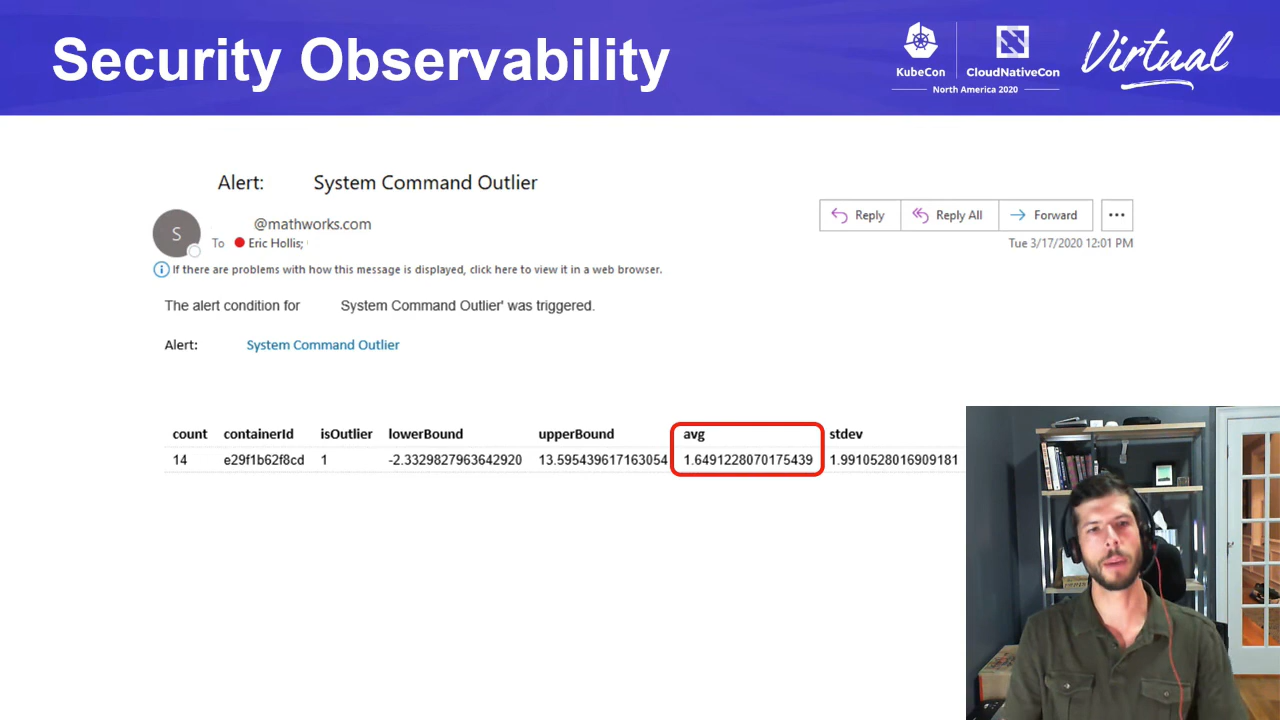 Security Observability
KubeCon
CloudNativeCon
North America 2020
Virtual
Alert: System Command Outlier
S
@mathworks.com
To Eric Hollis;
If there are problems with how this message is displayed, click here to view it in a web browser.
Reply Reply All Forward
Tue 3/17/2020 12:01 PM
The alert condition for System Command Outlier' was triggered.
Alert: System Command Outlier
count containerId isOutlier lowerBound upperBound avg stdev
14 e29f1b62f8cd 1 -2.3329827963642920 13.595439617163054 1.6491228070175439 1.9910528016909181